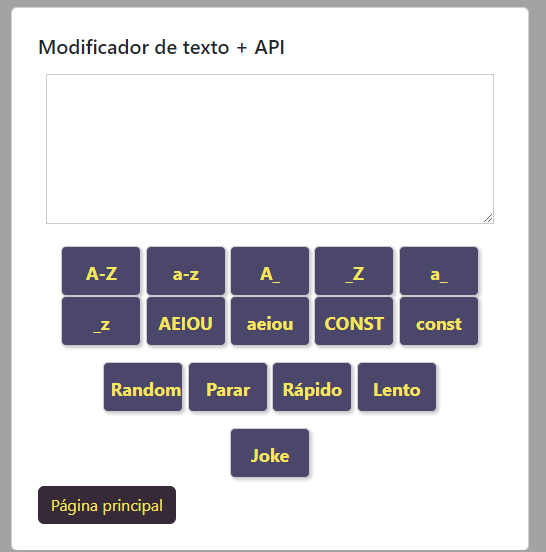 Modificador de texto + API
A-Z a-z A_ _Z a_
_z AEIOU aeiou CONST const
Random Parar Rápido Lento
Joke
Página principal